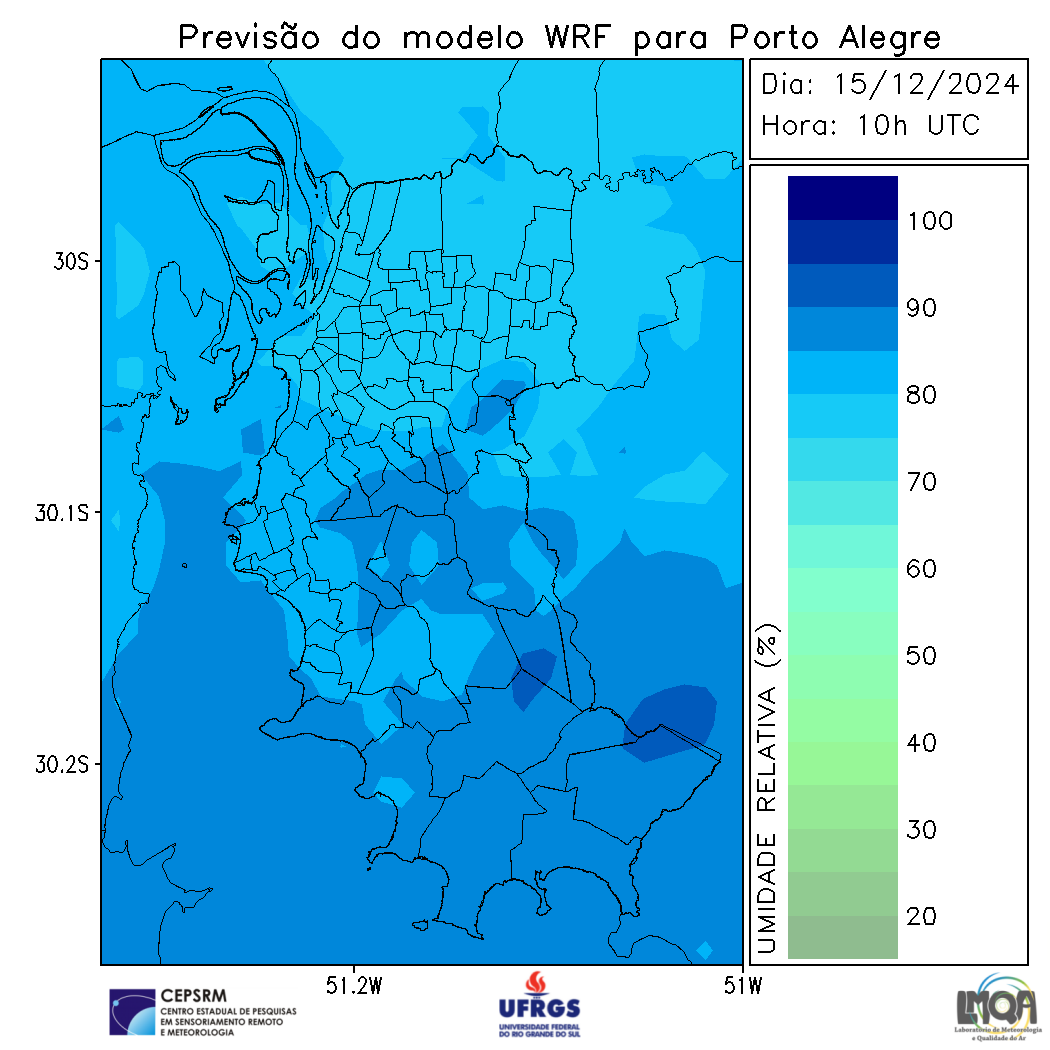 Previsão do modelo WRF para Porto Alegre
Dia: 15/12/2024
Hora: 10h UTC
30S
30.1S
30.2S
51.2W
51W
UMIDADE RELATIVA (%)
100
90
80
70
60
50
40
30
20
CEPSRM
CENTRO ESTADUAL DE PESQUISAS
EM SENSORIAMENTO REMOTO
E METEOROLOGIA
UFRGS
UNIVERSIDADE FEDERAL
DO RIO GRANDE DO SUL
LMQA
Laboratório de Meteorologia
e Qualidade do Ar